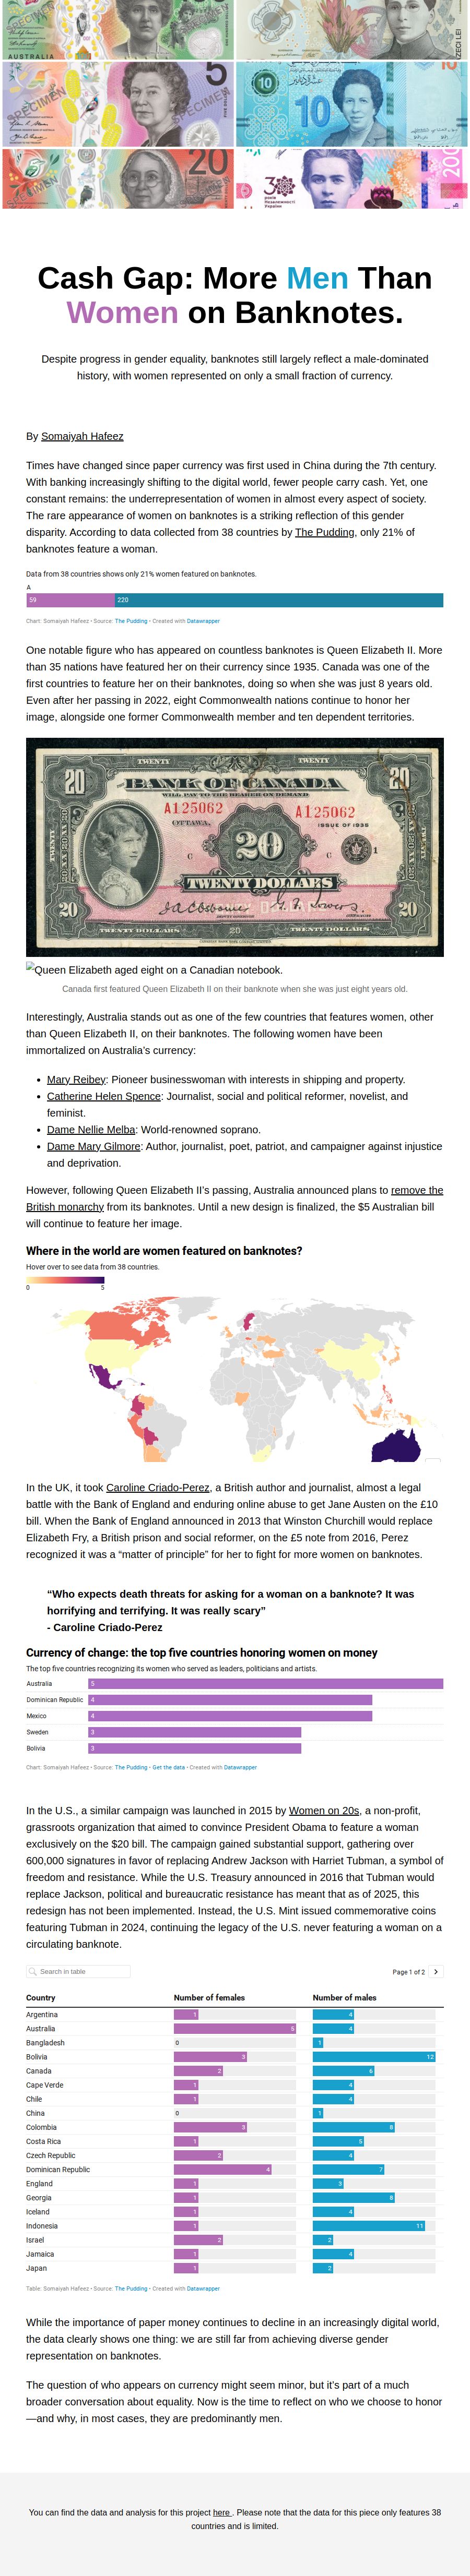 SPECIMEN
AUSTRALIA
5
SPECIMEN
SPECIMEN
10
10
20
SPECIMEN
30
200
Cash Gap: More Men Than
Women on Banknotes.
Despite progress in gender equality, banknotes still largely reflect a male-dominated
history, with women represented on only a small fraction of currency.
By Somaiyah Hafeez
Times have changed since paper currency was first used in China during the 7th century.
With banking increasingly shifting to the digital world, fewer people carry cash. Yet, one
constant remains: the underrepresentation of women in almost every aspect of society.
The rare appearance of women on banknotes is a striking reflection of this gender
disparity. According to data collected from 38 countries by The Pudding, only 21% of
banknotes feature a woman.
Data from 38 countries shows only 21% women featured on banknotes.
A
59 220
Chart: Somaiyah Hafeez • Source: The Pudding • Created with Datawrapper
One notable figure who has appeared on countless banknotes is Queen Elizabeth II. More
than 35 nations have featured her on their currency since 1935. Canada was one of the
first countries to feature her on their banknotes, doing so when she was just 8 years old.
Even after her passing in 2022, eight Commonwealth nations continue to honor her
image, alongside one former Commonwealth member and ten dependent territories.
TWENTY TWENTY
20 BANK OF CANADA 20
WILL PAY TO THE BEARER ON DEMAND
A125062 A125062
OTTAWA, ISSUE OF 1935
20
C C 1
TWENTY DOLLARS
20 20
TWENTY DOLLARS 20 TWENTY DOLLARS
Queen Elizabeth aged eight on a Canadian notebook.
Canada first featured Queen Elizabeth II on their banknote when she was just eight years old.
Interestingly, Australia stands out as one of the few countries that features women, other
than Queen Elizabeth II, on their banknotes. The following women have been
immortalized on Australia’s currency:
• Mary Reibey: Pioneer businesswoman with interests in shipping and property.
• Catherine Helen Spence: Journalist, social and political reformer, novelist, and
feminist.
• Dame Nellie Melba: World-renowned soprano.
• Dame Mary Gilmore: Author, journalist, poet, patriot, and campaigner against injustice
and deprivation.
However, following Queen Elizabeth II’s passing, Australia announced plans to remove the
British monarchy from its banknotes. Until a new design is finalized, the $5 Australian bill
will continue to feature her image.
Where in the world are women featured on banknotes?
Hover over to see data from 38 countries.
0 5
In the UK, it took Caroline Criado-Perez, a British author and journalist, almost a legal
battle with the Bank of England and enduring online abuse to get Jane Austen on the £10
bill. When the Bank of England announced in 2013 that Winston Churchill would replace
Elizabeth Fry, a British prison and social reformer, on the £5 note from 2016, Perez
recognized it was a “matter of principle” for her to fight for more women on banknotes.
“Who expects death threats for asking for a woman on a banknote? It was
horrifying and terrifying. It was really scary”
- Caroline Criado-Perez
Currency of change: the top five countries honoring women on money
The top five countries recognizing its women who served as leaders, politicians and artists.
Australia 5
Dominican Republic 4
Mexico 4
Sweden 3
Bolivia 3
Chart: Somaiyah Hafeez • Source: The Pudding • Get the data • Created with Datawrapper
In the U.S., a similar campaign was launched in 2015 by Women on 20s, a non-profit,
grassroots organization that aimed to convince President Obama to feature a woman
exclusively on the $20 bill. The campaign gained substantial support, gathering over
600,000 signatures in favor of replacing Andrew Jackson with Harriet Tubman, a symbol of
freedom and resistance. While the U.S. Treasury announced in 2016 that Tubman would
replace Jackson, political and bureaucratic resistance has meant that as of 2025, this
redesign has not been implemented. Instead, the U.S. Mint issued commemorative coins
featuring Tubman in 2024, continuing the legacy of the U.S. never featuring a woman on a
circulating banknote.
Search in table Page 1 of 2 >
Country Number of females Number of males
Argentina 1 4
Australia 5 4
Bangladesh 0 1
Bolivia 3 12
Canada 2 6
Cape Verde 1 4
Chile 1 4
China 0 1
Colombia 3 8
Costa Rica 1 5
Czech Republic 2 4
Dominican Republic 4 7
England 1 3
Georgia 1 8
Iceland 1 4
Indonesia 1 11
Israel 2 2
Jamaica 1 4
Japan 1 2
Table: Somaiyah Hafeez • Source: The Pudding • Created with Datawrapper
While the importance of paper money continues to decline in an increasingly digital world,
the data clearly shows one thing: we are still far from achieving diverse gender
representation on banknotes.
The question of who appears on currency might seem minor, but it’s part of a much
broader conversation about equality. Now is the time to reflect on who we choose to honor
—and why, in most cases, they are predominantly men.
You can find the data and analysis for this project here . Please note that the data for this piece only features 38
countries and is limited.